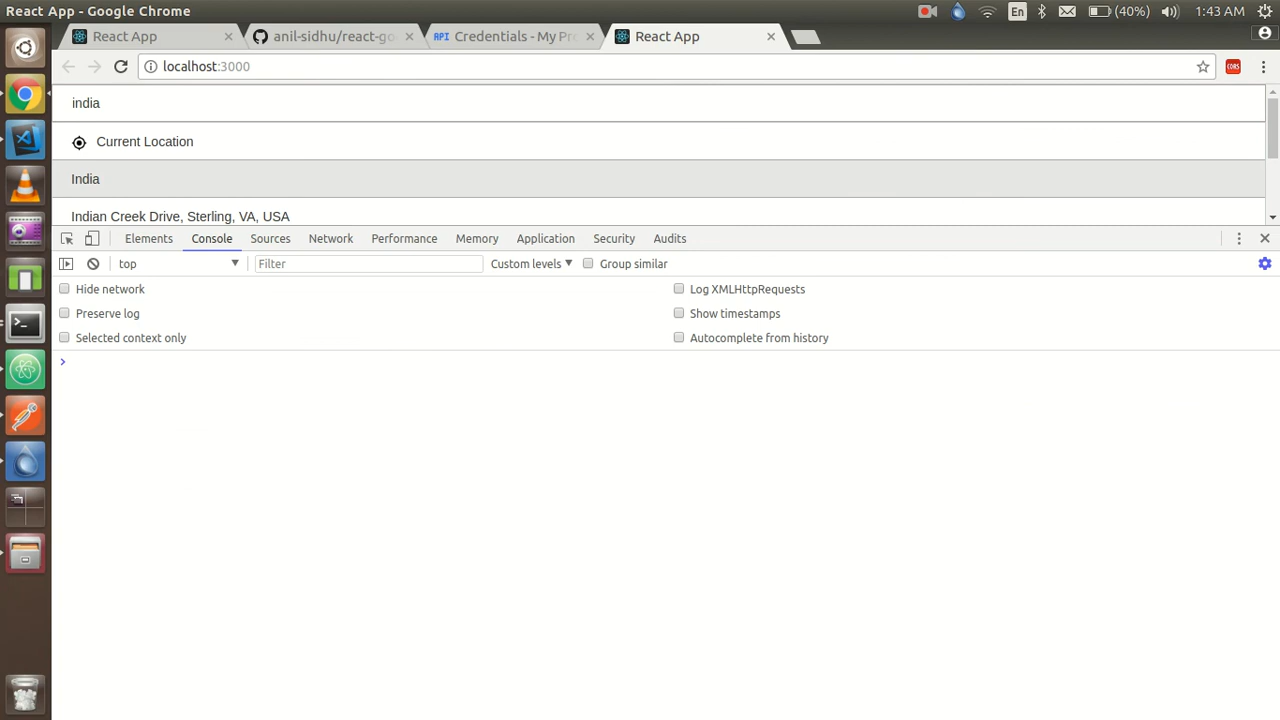 React App - Google Chrome
En
(40%)
1:43 AM
React App
anil-sidhu/react-go
API Credentials - My Pr
React App
localhost:3000
CORS
india
Current Location
India
Indian Creek Drive, Sterling, VA, USA
Elements Console Sources Network Performance Memory Application Security Audits
top Filter Custom levels Group similar
Hide network Log XMLHttpRequests
Preserve log Show timestamps
Selected context only Autocomplete from history